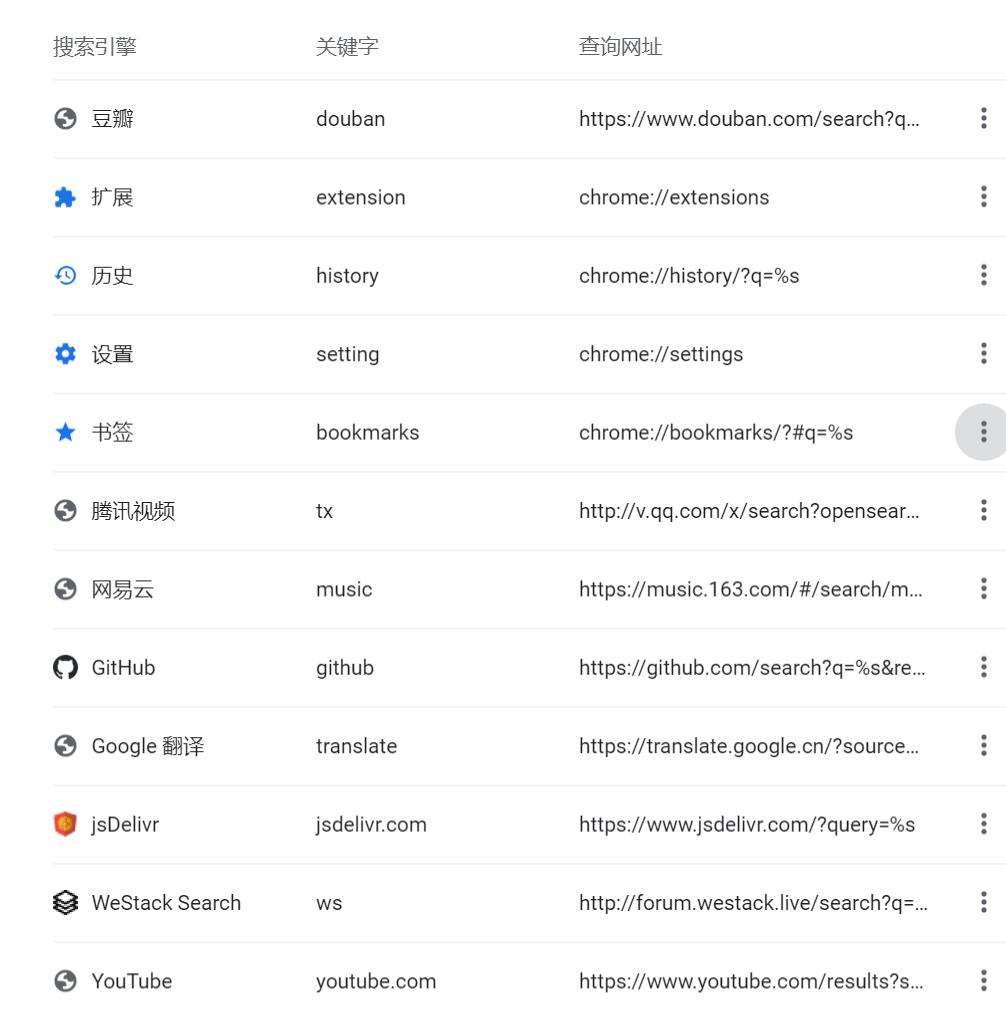 搜索引擎 关键字 查询网址
豆瓣 douban https://www.douban.com/search?q...
扩展 extension chrome://extensions
历史 history chrome://history/?q=%s
设置 setting chrome://settings
书签 bookmarks chrome://bookmarks/?#q=%s
腾讯视频 tx http://v.qq.com/x/search?opensear...
网易云 music https://music.163.com/#/search/m...
GitHub github https://github.com/search?q=%s&re...
Google 翻译 translate https://translate.google.cn/?source...
jsDelivr jsdelivr.com https://www.jsdelivr.com/?query=%s
WeStack Search ws http://forum.westack.live/search?q=...
YouTube youtube.com https://www.youtube.com/results?s...